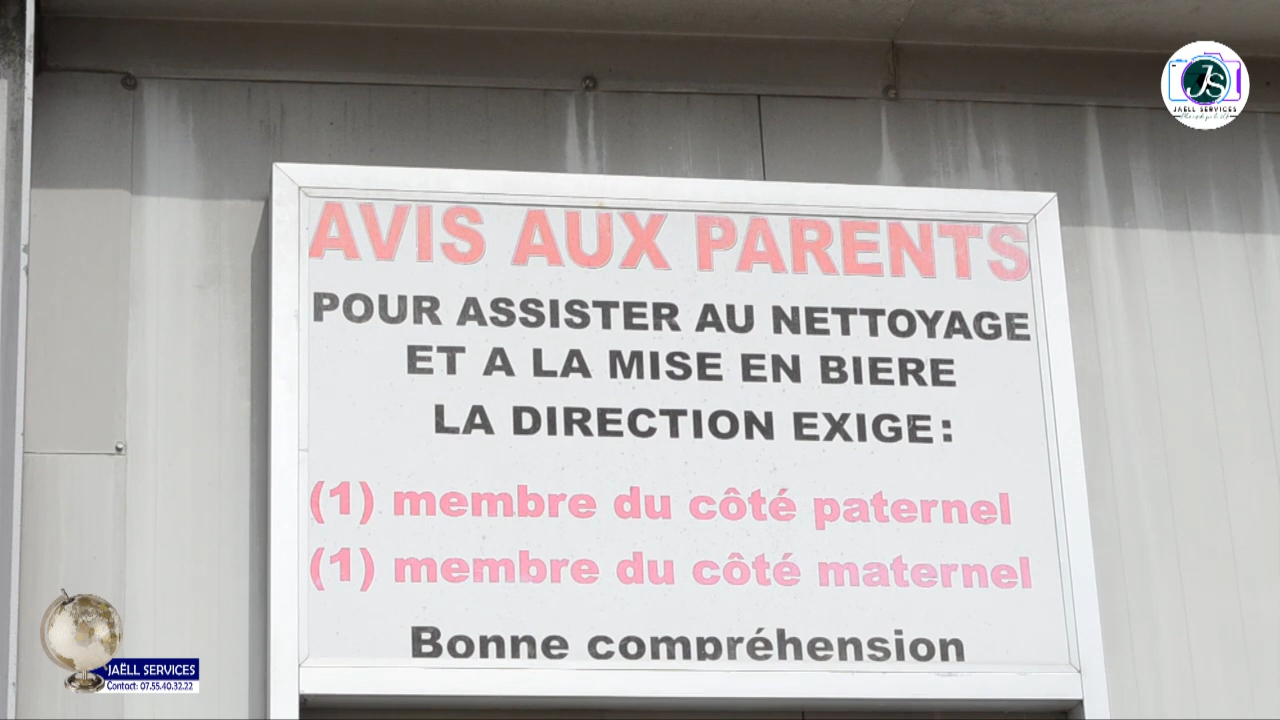 JS
JAËLL SERVICES
AVIS AUX PARENTS
POUR ASSISTER AU NETTOYAGE
ET A LA MISE EN BIERE
LA DIRECTION EXIGE:
(1) membre du côté paternel
(1) membre du côté maternel
Bonne compréhension
JAËLL SERVICES
Contact: 07.55.40.32.22